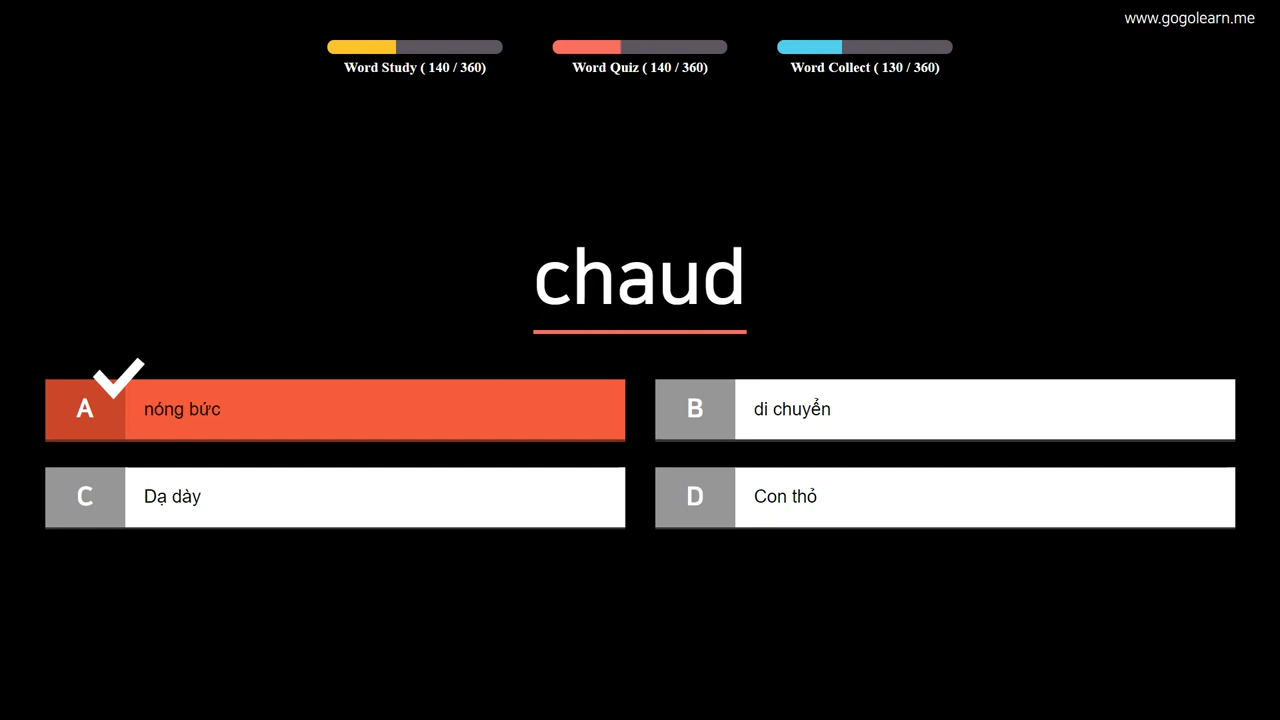 www.gogolearn.me
Word Study ( 140 / 360)
Word Quiz ( 140 / 360)
Word Collect ( 130 / 360)
chaud
A nóng bức
B di chuyển
C Dạ dày
D Con thỏ